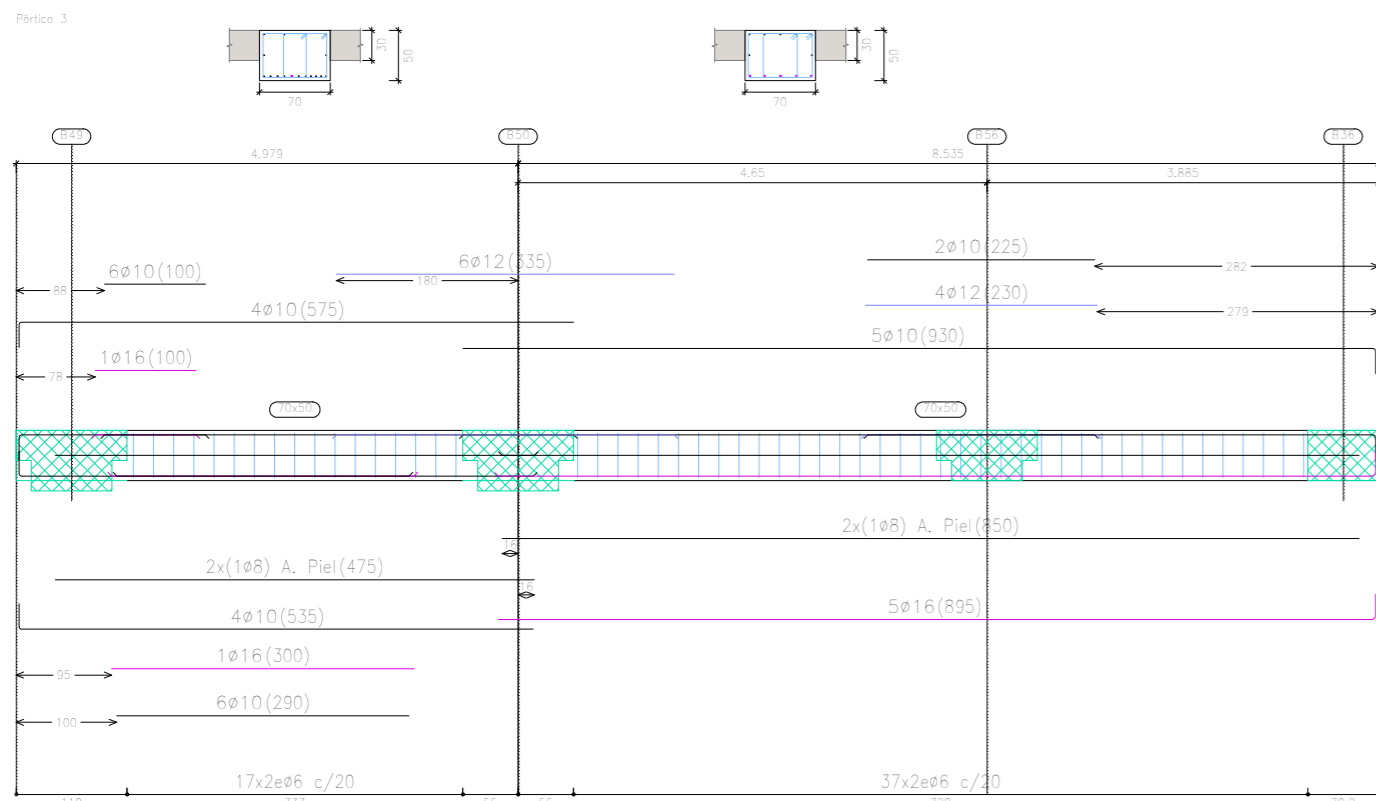 Pórtico 3
30
50
70
30
50
70
B49
B50
B56
B36
4.979
8.535
4.65
3.885
2ø10(225)
6ø12(335)
6ø10(100)
282
180
88
4ø12(230)
4ø10(575)
279
5ø10(930)
1ø16(100)
78
70x50
70x50
2x(1ø8) A. Piel(850)
2x(1ø8) A. Piel(475)
16
5ø16(895)
4ø10(535)
1ø16(300)
95
6ø10(290)
100
17x2eø6 c/20
37x2eø6 c/20